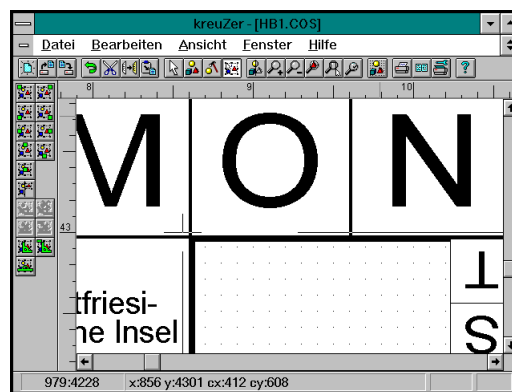 kreuZer - [HB1.COS]
Datei Bearbeiten Ansicht Fenster Hilfe
8 9 10
M O N
43
tfriesi-
ne Insel
T
S
979:4228 x:856 y:4301 cx:412 cy:608